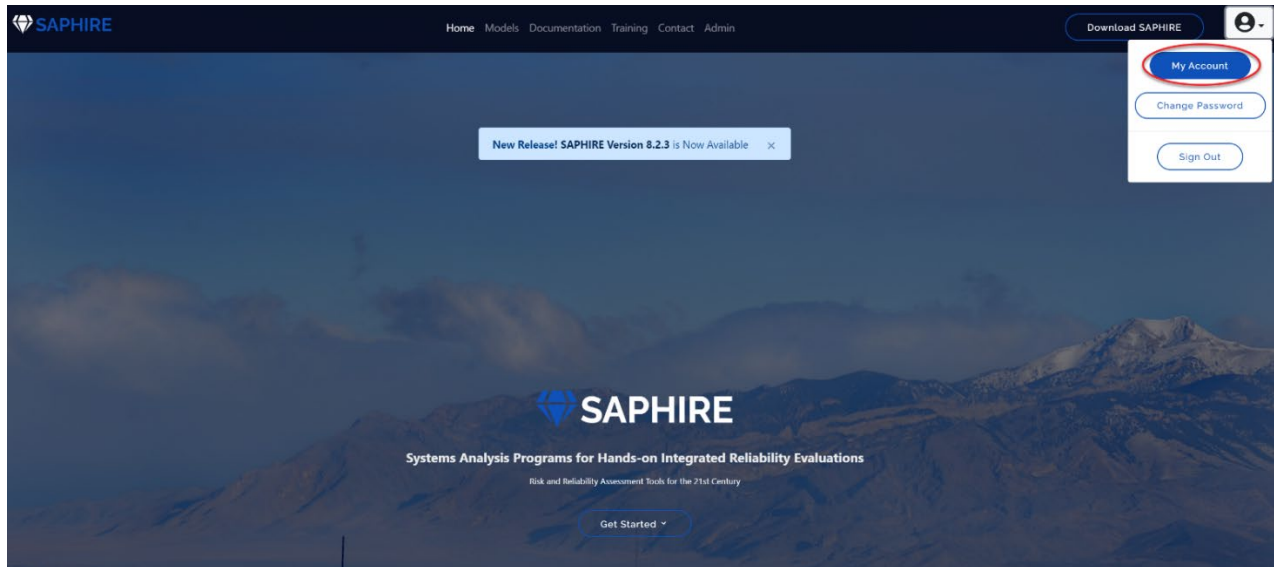 SAPHIRE
Home Models Documentation Training Contact Admin
Download SAPHIRE
My Account
Change Password
Sign Out
New Release! SAPHIRE Version 8.2.3 is Now Available ×
SAPHIRE
Systems Analysis Programs for Hands-on Integrated Reliability Evaluations
Risk and Reliability Assessment Tools for the 21st Century
Get Started